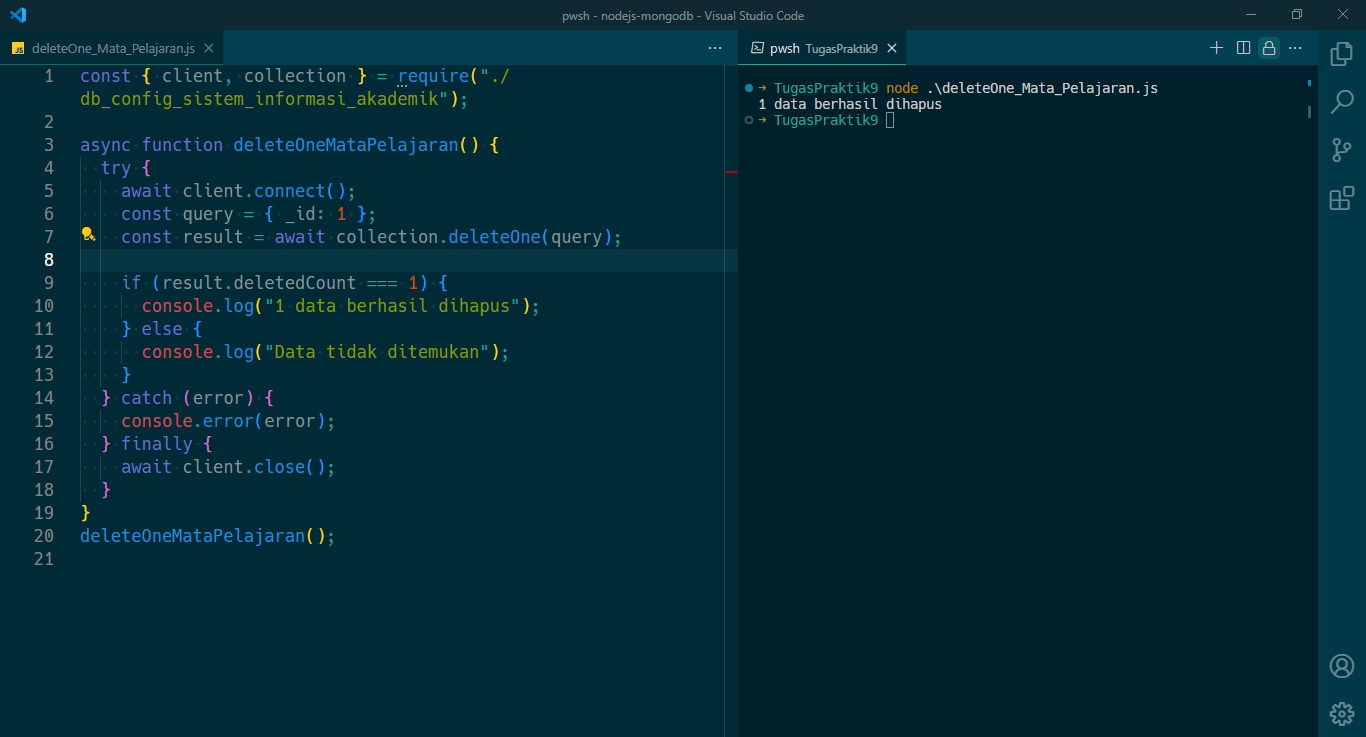 pwsh - nodejs-mongodb - Visual Studio Code
JS deleteOne_Mata_Pelajaran.js
1 const { client, collection } = require("./
db_config_sistem_informasi_akademik");
2
3 async function deleteOneMataPelajaran() {
4 try {
5 await client.connect();
6 const query = { _id: 1 };
7 const result = await collection.deleteOne(query);
8
9 if (result.deletedCount === 1) {
10 console.log("1 data berhasil dihapus");
11 } else {
12 console.log("Data tidak ditemukan");
13 }
14 } catch (error) {
15 console.error(error);
16 } finally {
17 await client.close();
18 }
19 }
20 deleteOneMataPelajaran();
21
pwsh TugasPraktik9
→ TugasPraktik9 node .\deleteOne_Mata_Pelajaran.js
1 data berhasil dihapus
→ TugasPraktik9